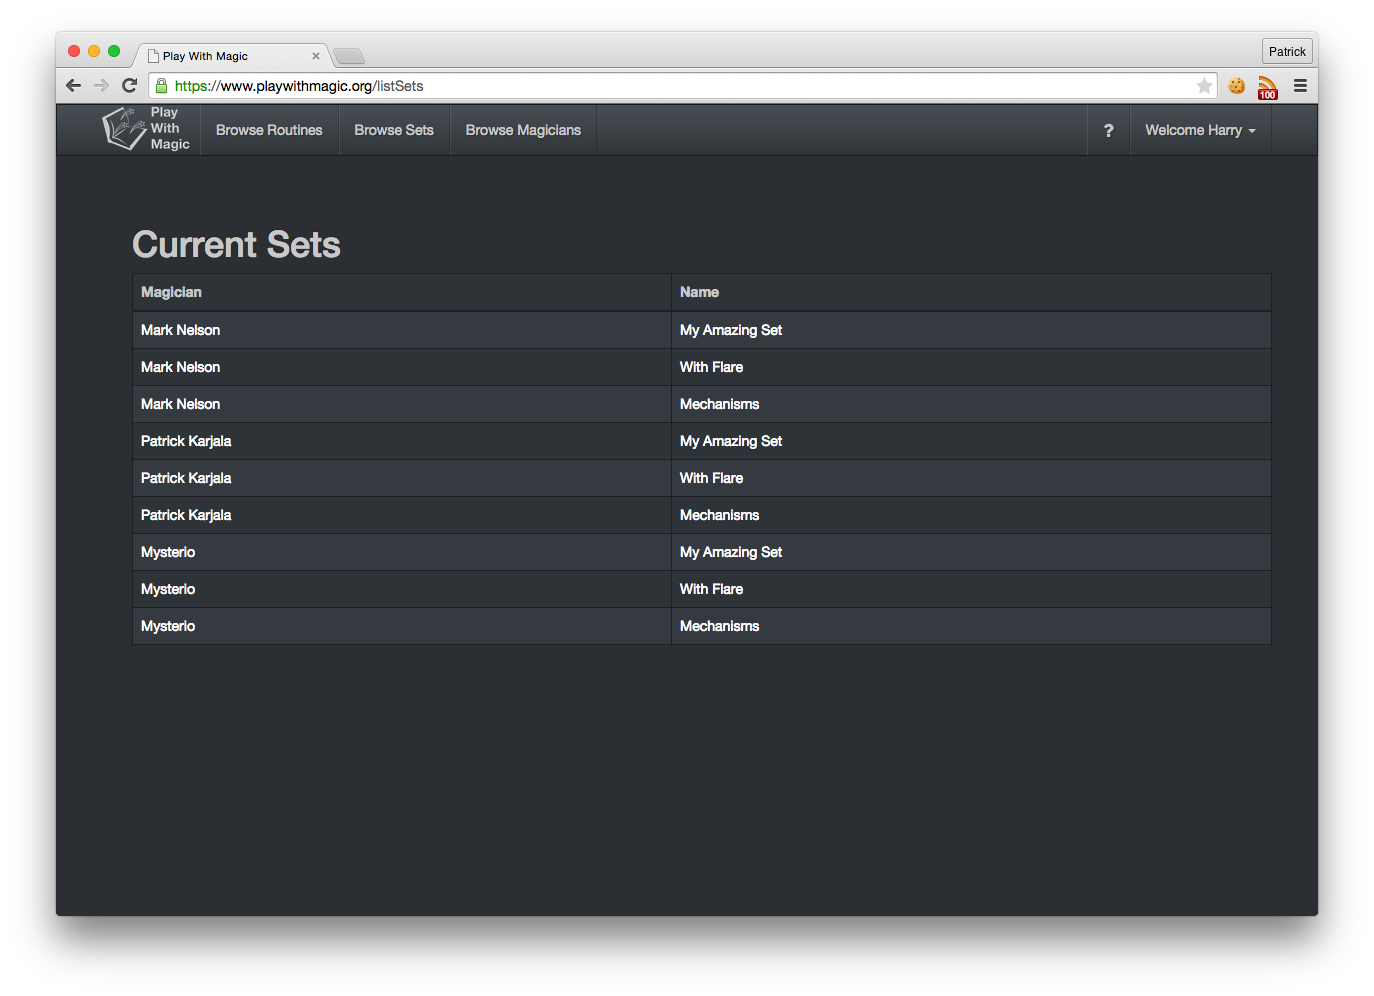 Play With Magic
Patrick
https://www.playwithmagic.org/listSets
100
Play
With
Magic
Browse Routines
Browse Sets
Browse Magicians
?
Welcome Harry
Current Sets
Magician Name
Mark Nelson My Amazing Set
Mark Nelson With Flare
Mark Nelson Mechanisms
Patrick Karjala My Amazing Set
Patrick Karjala With Flare
Patrick Karjala Mechanisms
Mysterio My Amazing Set
Mysterio With Flare
Mysterio Mechanisms